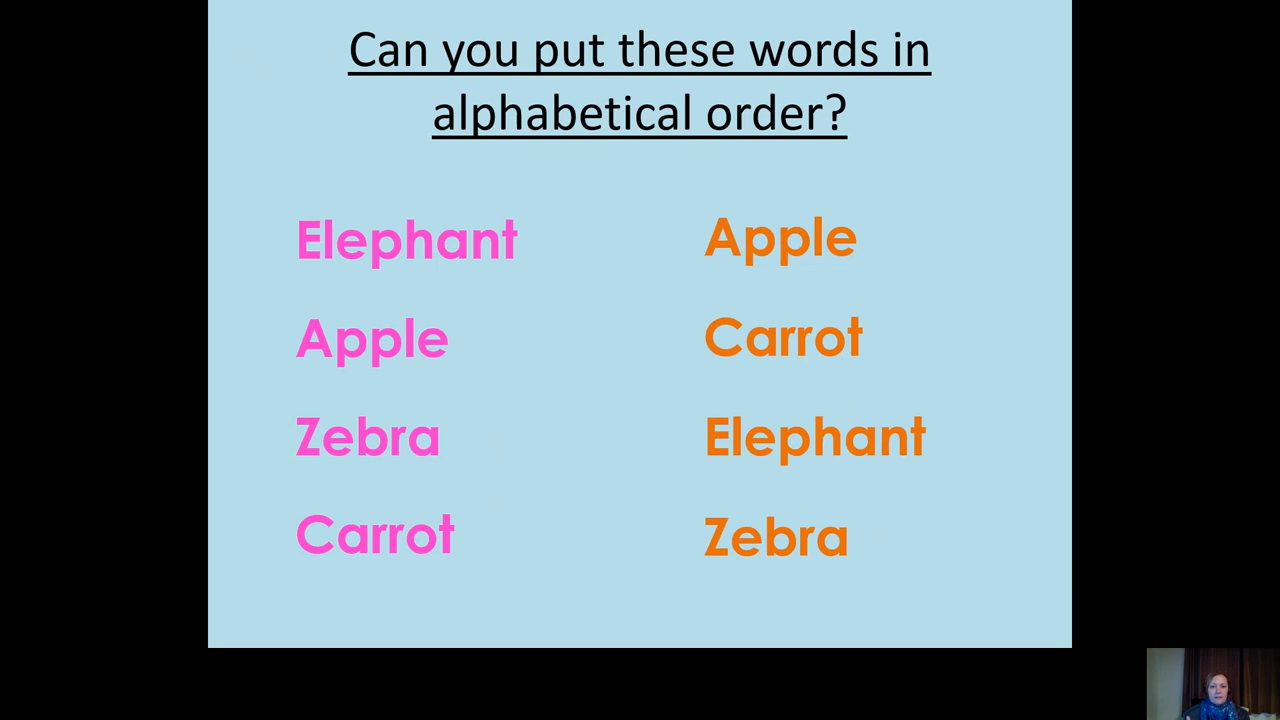 Can you put these words in
alphabetical order?
Elephant
Apple
Zebra
Carrot
Apple
Carrot
Elephant
Zebra